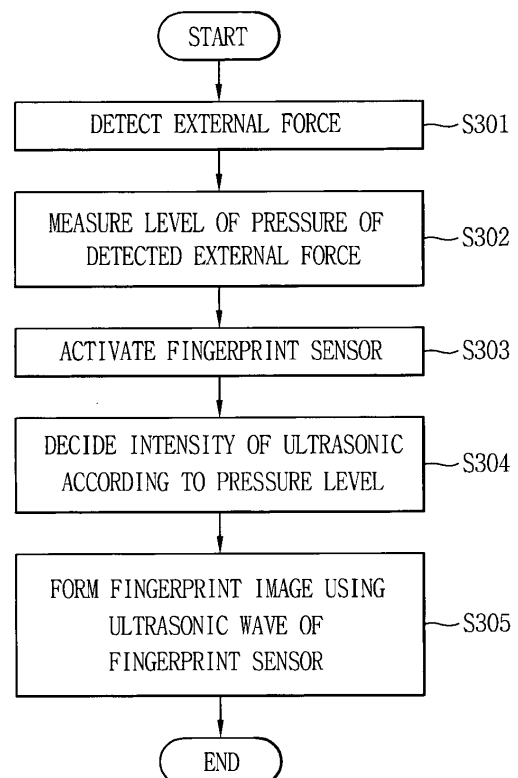 START
DETECT EXTERNAL FORCE
S301
MEASURE LEVEL OF PRESSURE OF
DETECTED EXTERNAL FORCE
S302
ACTIVATE FINGERPRINT SENSOR
S303
DECIDE INTENSITY OF ULTRASONIC
ACCORDING TO PRESSURE LEVEL
S304
FORM FINGERPRINT IMAGE USING
ULTRASONIC WAVE OF
FINGERPRINT SENSOR
S305
END